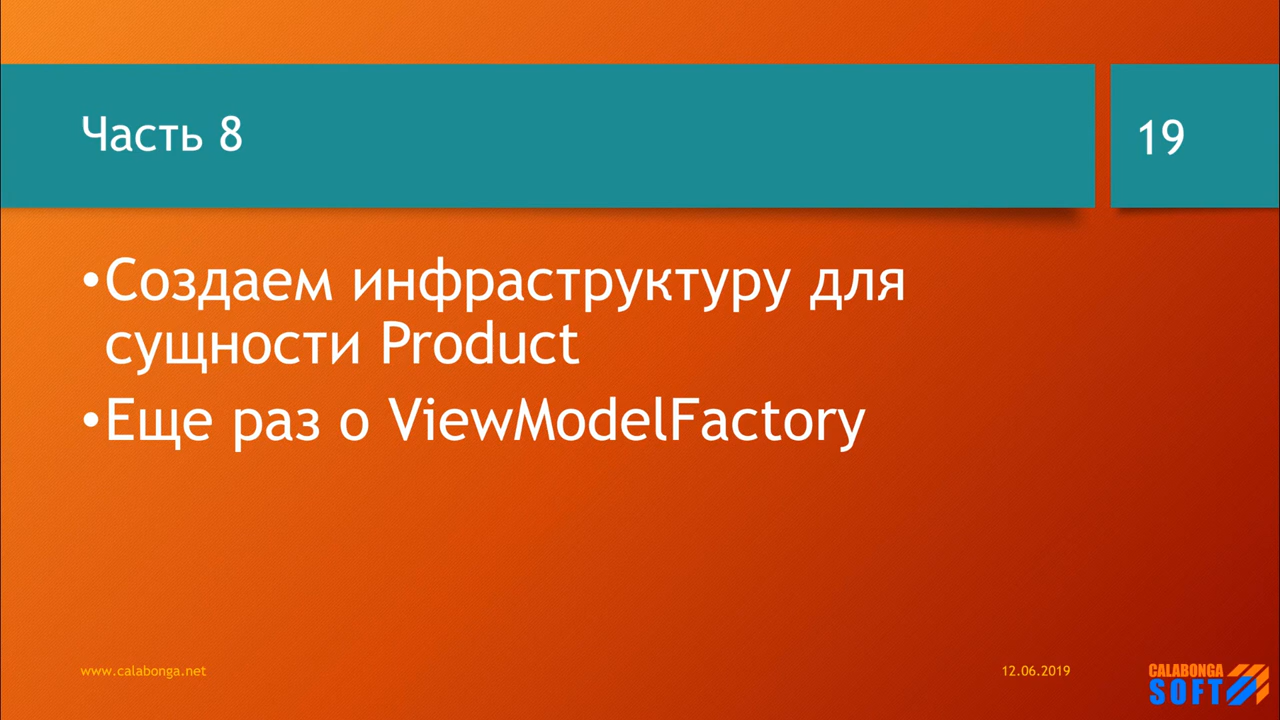 Часть 8
19
•Создаем инфраструктуру для
сущности Product
•Еще раз о ViewModelFactory
www.calabonga.net
12.06.2019
CALABONGA
SOFT